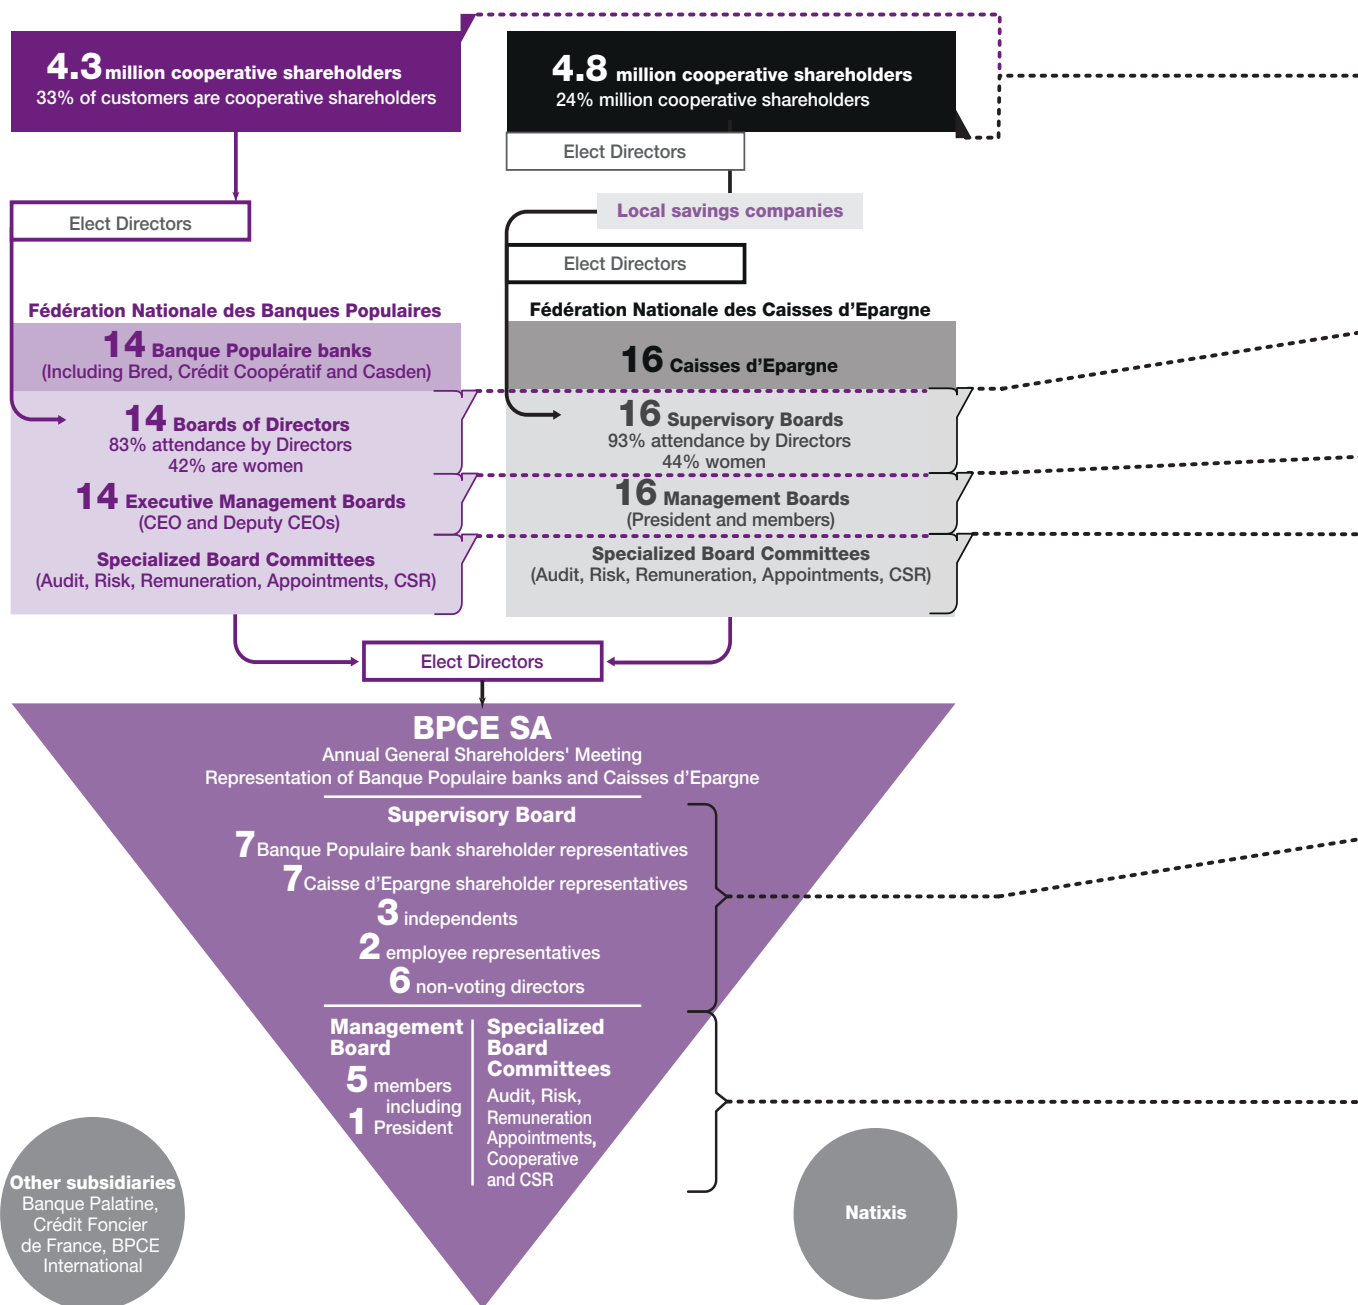 4.3 million cooperative shareholders
33% of customers are cooperative shareholders
4.8 million cooperative shareholders
24% million cooperative shareholders
Elect Directors
Local savings companies
Elect Directors
Elect Directors
Fédération Nationale des Banques Populaires
14 Banque Populaire banks
(Including Bred, Crédit Coopératif and Casden)
14 Boards of Directors
83% attendance by Directors
42% are women
14 Executive Management Boards
(CEO and Deputy CEOs)
Specialized Board Committees
(Audit, Risk, Remuneration, Appointments, CSR)
Fédération Nationale des Caisses d'Epargne
16 Caisses d'Epargne
16 Supervisory Boards
93% attendance by Directors
44% women
16 Management Boards
(President and members)
Specialized Board Committees
(Audit, Risk, Remuneration, Appointments, CSR)
Elect Directors
BPCE SA
Annual General Shareholders' Meeting
Representation of Banque Populaire banks and Caisses d'Epargne
Supervisory Board
7 Banque Populaire bank shareholder representatives
7 Caisse d'Epargne shareholder representatives
3 independents
2 employee representatives
6 non-voting directors
Management
Board
5 members
including
1 President
Specialized
Board
Committees
Audit, Risk,
Remuneration
Appointments,
Cooperative
and CSR
Other subsidiaries
Banque Palatine,
Crédit Foncier
de France, BPCE
International
Natixis